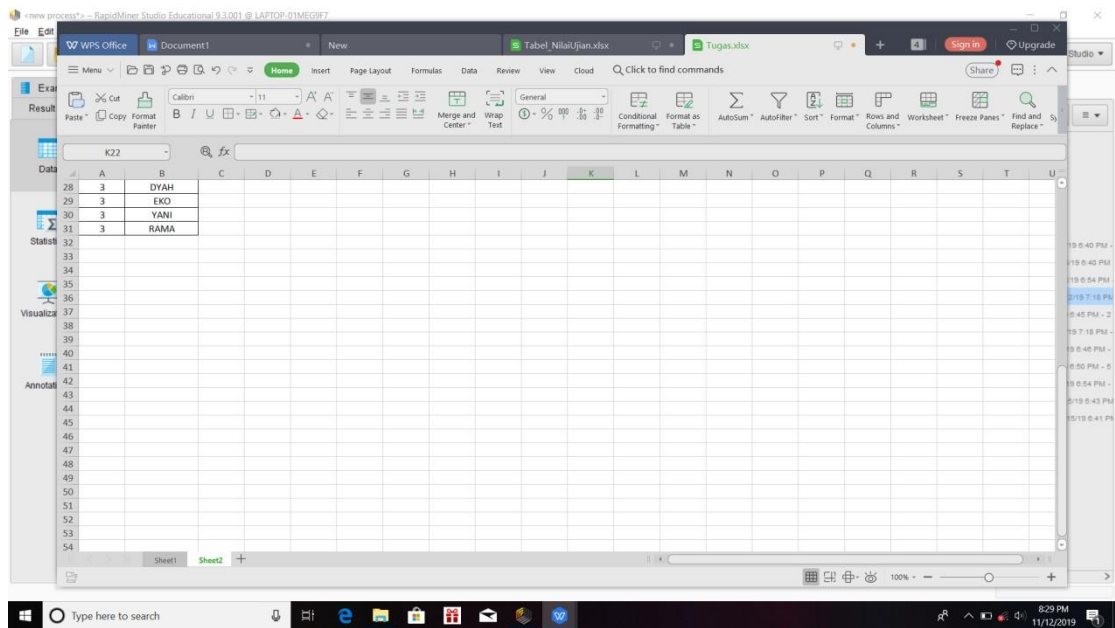 <new process*> – RapidMiner Studio Educational 9.3.001 @ LAPTOP-01MEG9F7
File Edit
WPS Office Document1 New Tabel_NilaiUjian.xlsx Tugas.xlsx + 4 Sign in Upgrade
Studio
Menu Home Insert Page Layout Formulas Data Review View Cloud Click to find commands Share
Paste Cut Copy Format Painter Calibri 11 B I U A Merge and Center Wrap Text General Conditional Formatting Format as Table AutoSum AutoFilter Sort Format Rows and Columns Worksheet Freeze Panes Find and Replace
Result
K22 fx
Data
A B C D E F G H I J K L M N O P Q R S T U
28 3 DYAH
29 3 EKO
30 3 YANI
31 3 RAMA
32
33
34
35
36
37
38
39
40
41
42
43
44
45
46
47
48
49
50
51
52
53
54
Sheet1 Sheet2 +
100%
Type here to search
8:29 PM
11/12/2019